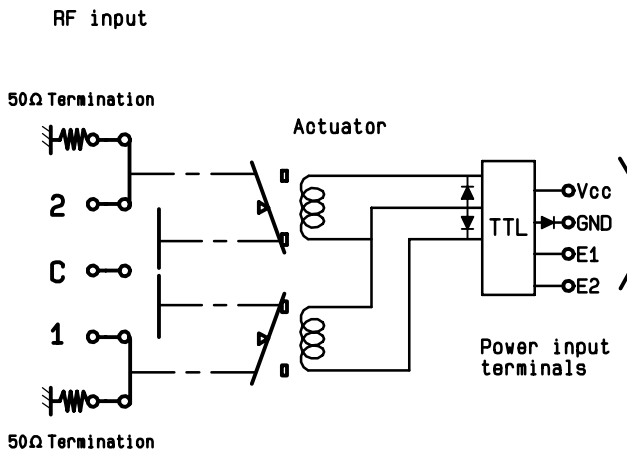 RF input
50Ω Termination
Actuator
2
C
1
TTL
Vcc
GND
E1
E2
Power input
terminals
50Ω Termination